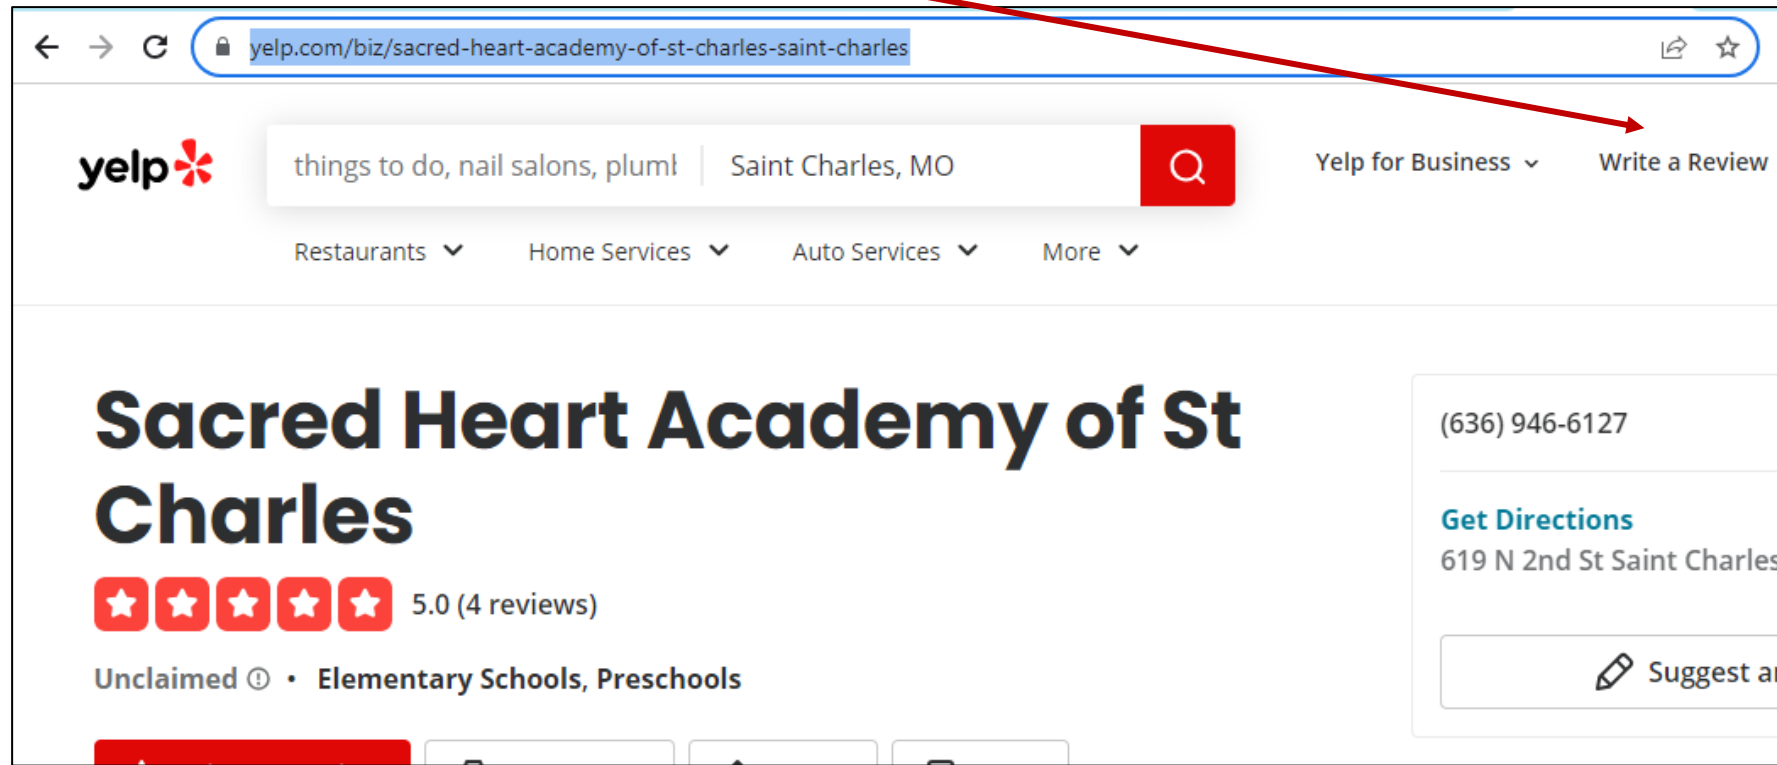 yelp.com/biz/sacred-heart-academy-of-st-charles-saint-charles
yelp
things to do, nail salons, plum
Saint Charles, MO
Yelp for Business
Write a Review
Restaurants
Home Services
Auto Services
More
Sacred Heart Academy of St
Charles
5.0 (4 reviews)
Unclaimed • Elementary Schools, Preschools
(636) 946-6127
Get Directions
619 N 2nd St Saint Charles
Suggest